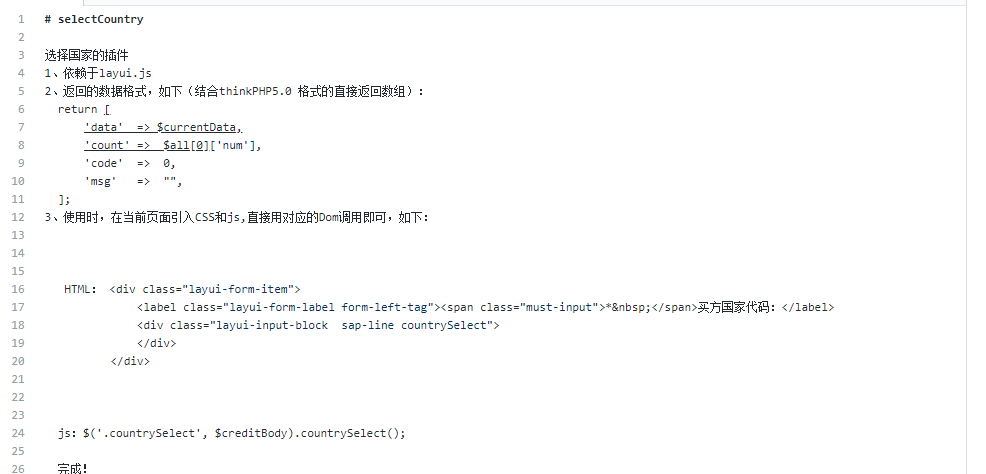 1 # selectCountry
2
3 选择国家的插件
4 1、依赖于layui.js
5 2、返回的数据格式，如下（结合thinkPHP5.0 格式的直接返回数组）：
6 return [
7 'data' => $currentData,
8 'count' => $all[0]['num'],
9 'code' => 0,
10 'msg' => "",
11 ];
12 3、使用时，在当前页面引入CSS和js,直接用对应的Dom调用即可，如下：
13
14
15
16 HTML: <div class="layui-form-item">
17 <label class="layui-form-label form-left-tag"><span class="must-input">*&nbsp;</span>买方国家代码：</label>
18 <div class="layui-input-block  sap-line countrySelect">
19 </div>
20 </div>
21
22
23
24 js：$('.countrySelect', $creditBody).countrySelect();
25
26 完成！